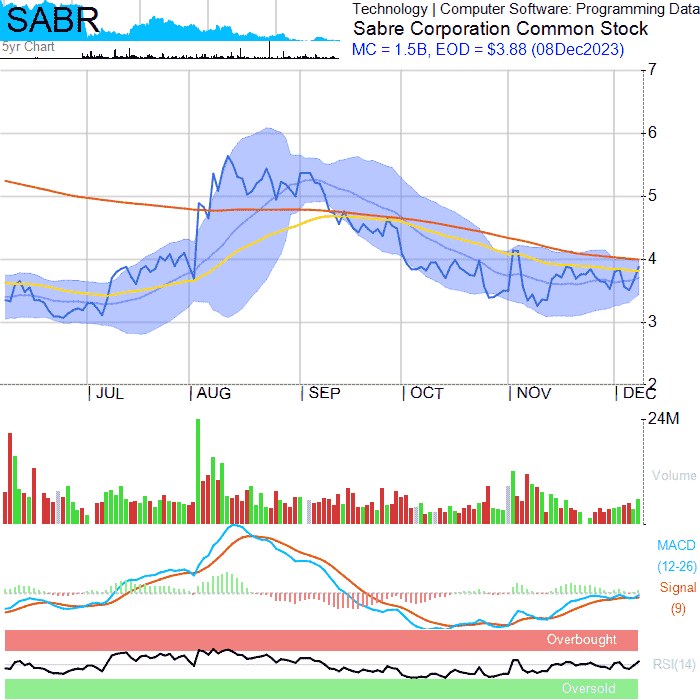 SABR
Technology | Computer Software: Programming Data
Sabre Corporation Common Stock
5yr Chart
MC = 1.5B, EOD = $3.88 (08Dec2023)
7
6
5
4
3
2
JUL AUG SEP OCT NOV DEC
24M
Volume
MACD
(12-26)
Signal
(9)
Overbought
RSI(14)
Oversold